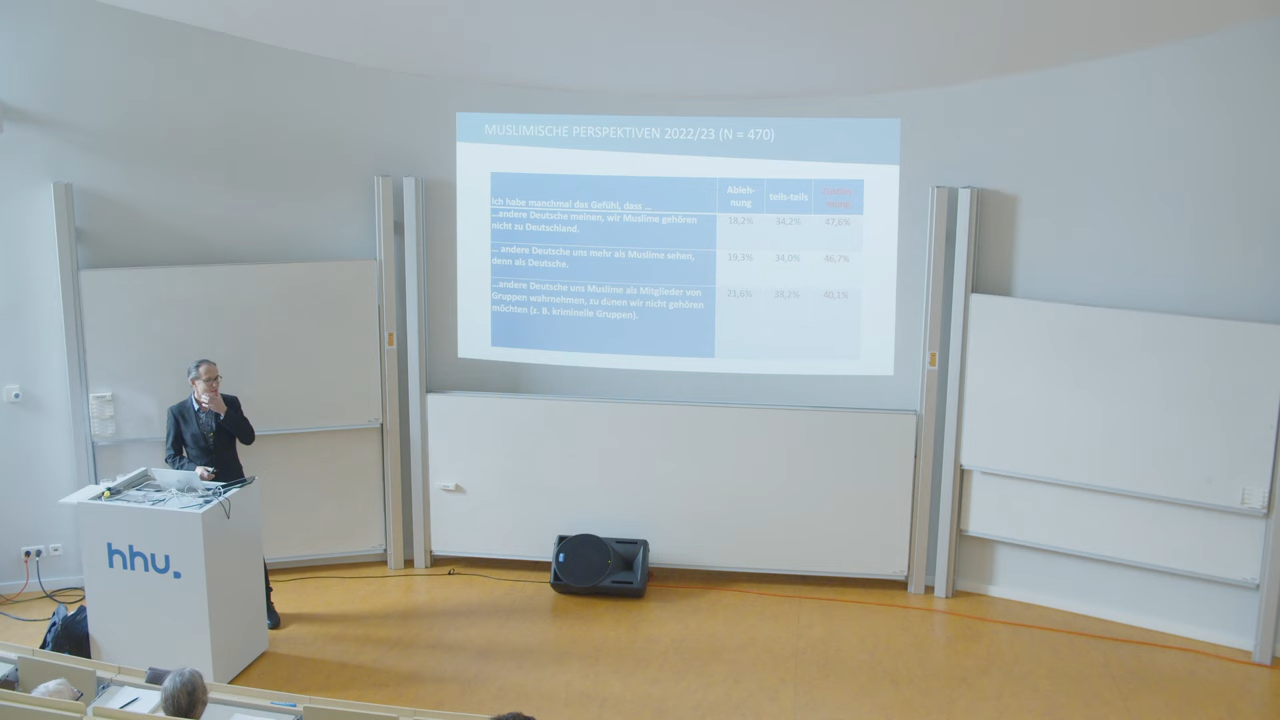 MUSLIMISCHE PERSPEKTIVEN 2022/23 (N = 470)
Ich habe manchmal das Gefühl, dass ...
Ableh-
nung
teils-teils
Zustim-
mung
...andere Deutsche meinen, wir Muslime gehören
nicht zu Deutschland.
18,2%
34,2%
47,6%
... andere Deutsche uns mehr als Muslime sehen,
denn als Deutsche.
19,3%
34,0%
46,7%
...andere Deutsche uns Muslime als Mitglieder von
Gruppen wahrnehmen, zu denen wir nicht gehören
möchten (z. B. kriminelle Gruppen).
21,6%
38,2%
40,1%
hhu.